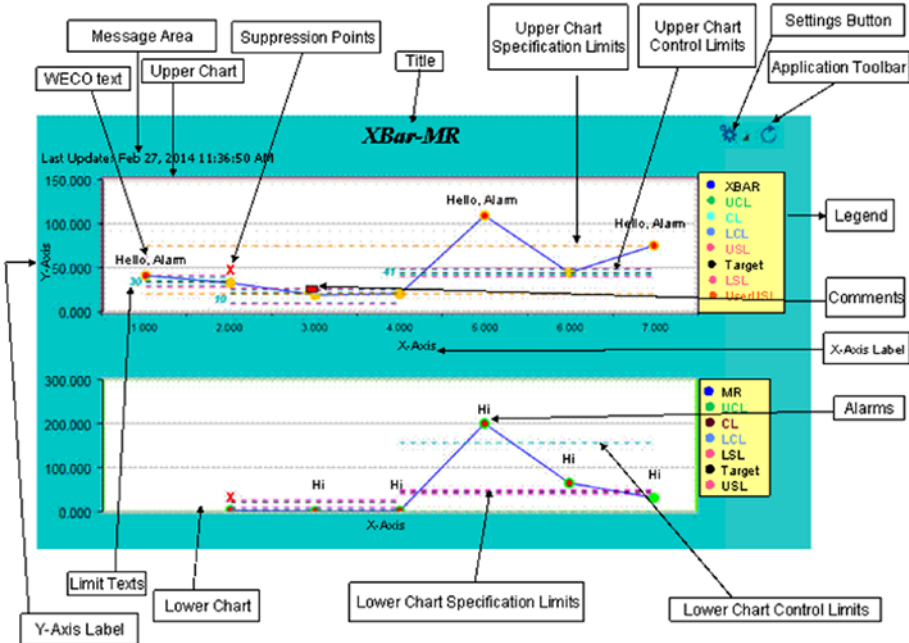 Message Area
Suppression Points
Upper Chart
Specification Limits
Upper Chart
Control Limits
Settings Button
WECO text
Upper Chart
Title
Application Toolbar
XBar-MR
Last Update: Feb 27, 2014 11:36:50 AM
150.000
100.000
50.000
0.000
Y-Axis
Hello, Alarm
Hello, Alarm
Hello, Alarm
30
X
10
41
1.000
2.000
3.000
4.000
5.000
6.000
7.000
X-Axis
XBAR
UCL
CL
LCL
USL
Target
LSL
UserUSL
Legend
Comments
X-Axis Label
300.000
200.000
100.000
0.000
X
Hi
Hi
Hi
Hi
Hi
X-Axis
MR
UCL
CL
LCL
LSL
Target
USL
Alarms
Limit Texts
Lower Chart
Lower Chart Specification Limits
Lower Chart Control Limits
Y-Axis Label